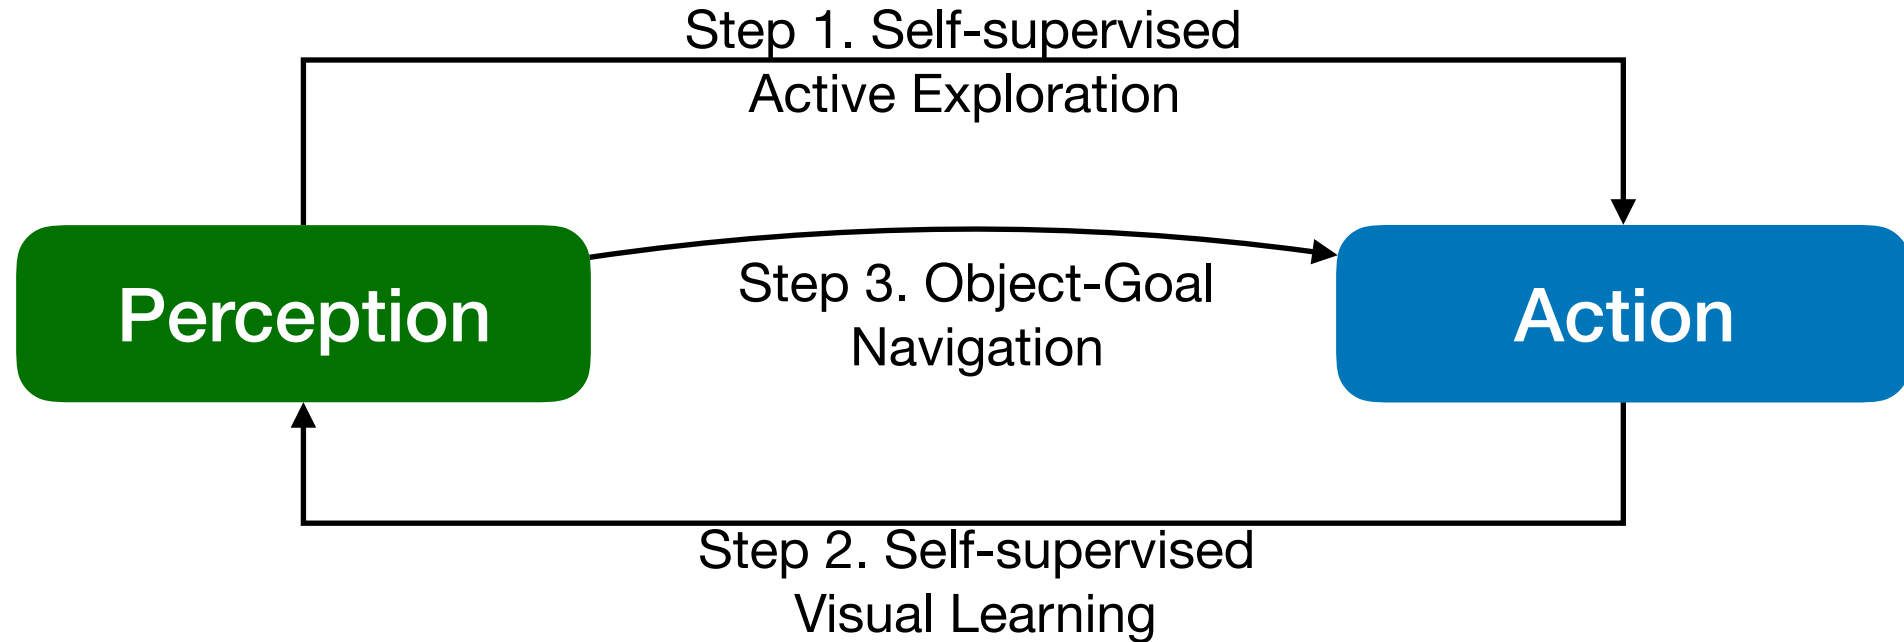 Step 1. Self-supervised
Active Exploration
Perception
Step 3. Object-Goal
Navigation
Action
Step 2. Self-supervised
Visual Learning